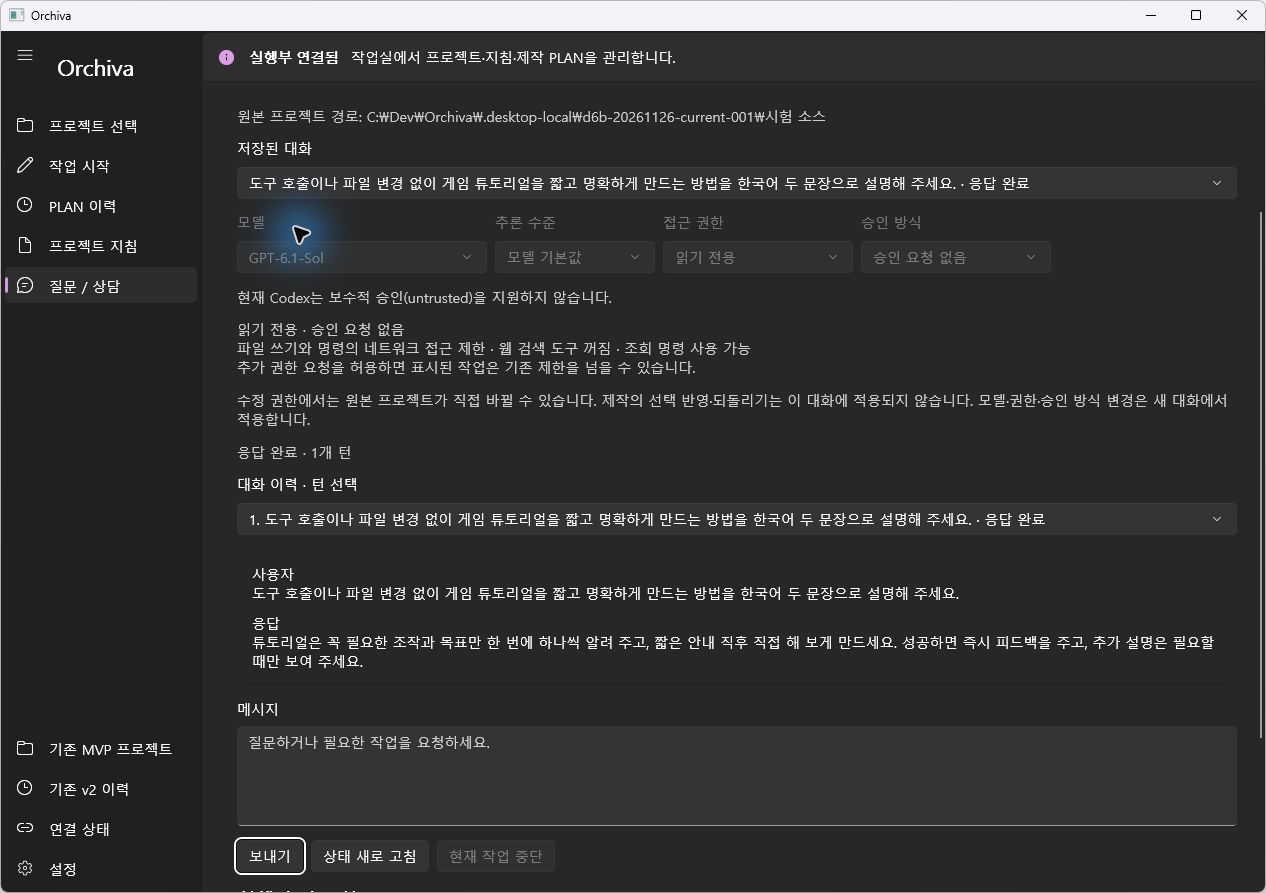 Orchiva
Orchiva
프로젝트 선택
작업 시작
PLAN 이력
프로젝트 지침
질문 / 상담
기존 MVP 프로젝트
기존 v2 이력
연결 상태
설정
실행부 연결됨 작업실에서 프로젝트·지침·제작 PLAN을 관리합니다.
원본 프로젝트 경로: C:₩Dev₩Orchiva₩.desktop-local₩d6b-20261126-current-001₩시험 소스
저장된 대화
도구 호출이나 파일 변경 없이 게임 튜토리얼을 짧고 명확하게 만드는 방법을 한국어 두 문장으로 설명해 주세요. · 응답 완료
모델 추론 수준 접근 권한 승인 방식
GPT-6.1-Sol 모델 기본값 읽기 전용 승인 요청 없음
현재 Codex는 보수적 승인(untrusted)을 지원하지 않습니다.
읽기 전용 · 승인 요청 없음
파일 쓰기와 명령의 네트워크 접근 제한 · 웹 검색 도구 꺼짐 · 조회 명령 사용 가능
추가 권한 요청을 허용하면 표시된 작업은 기존 제한을 넘을 수 있습니다.
수정 권한에서는 원본 프로젝트가 직접 바뀔 수 있습니다. 제작의 선택 반영·되돌리기는 이 대화에 적용되지 않습니다. 모델·권한·승인 방식 변경은 새 대화에서
적용합니다.
응답 완료 · 1개 턴
대화 이력 · 턴 선택
1. 도구 호출이나 파일 변경 없이 게임 튜토리얼을 짧고 명확하게 만드는 방법을 한국어 두 문장으로 설명해 주세요. · 응답 완료
사용자
도구 호출이나 파일 변경 없이 게임 튜토리얼을 짧고 명확하게 만드는 방법을 한국어 두 문장으로 설명해 주세요.
응답
튜토리얼은 꼭 필요한 조작과 목표만 한 번에 하나씩 알려 주고, 짧은 안내 직후 직접 해 보게 만드세요. 성공하면 즉시 피드백을 주고, 추가 설명은 필요할
때만 보여 주세요.
메시지
질문하거나 필요한 작업을 요청하세요.
보내기 상태 새로 고침 현재 작업 중단